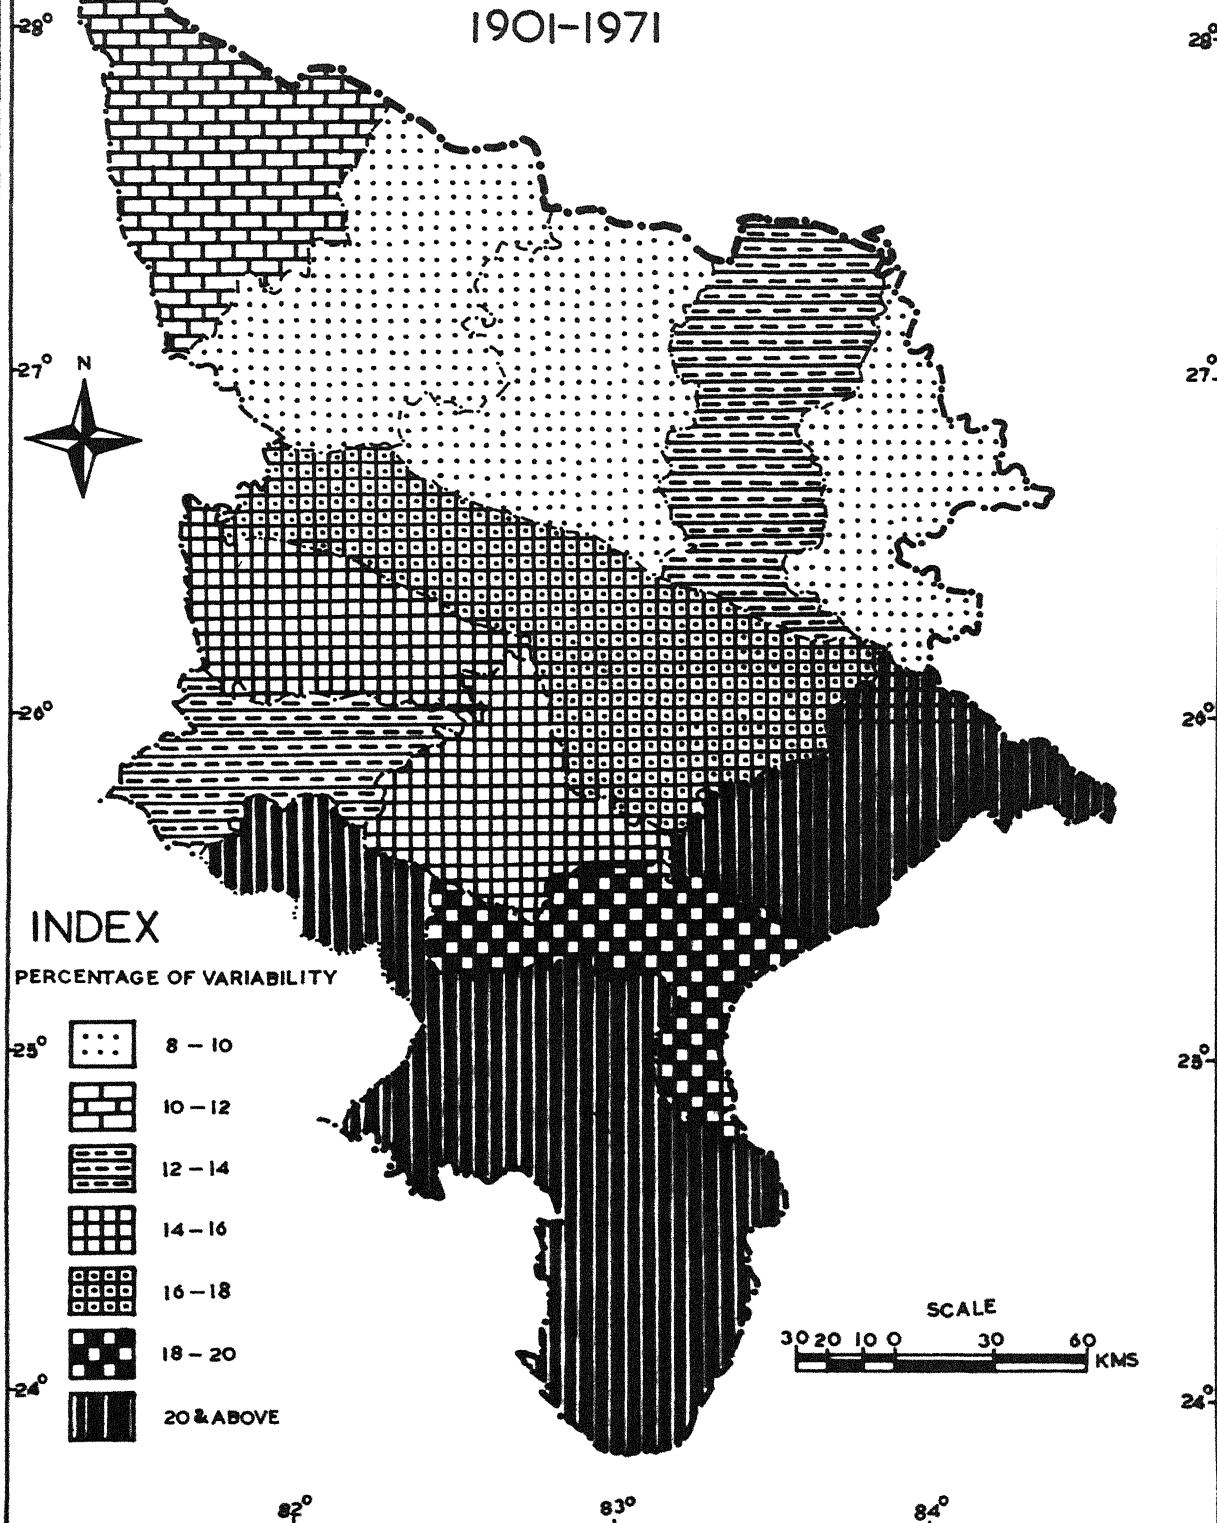 1901-1971
28° 28°
27° 27
N
26° 26°
INDEX
PERCENTAGE OF VARIABILITY
8 - 10
25° 25°
10 - 12
12 - 14
14 - 16
16 - 18
SCALE
30 20 10 0 30 60
KMS
18 - 20
24° 24°
20 & ABOVE
82° 83° 84°